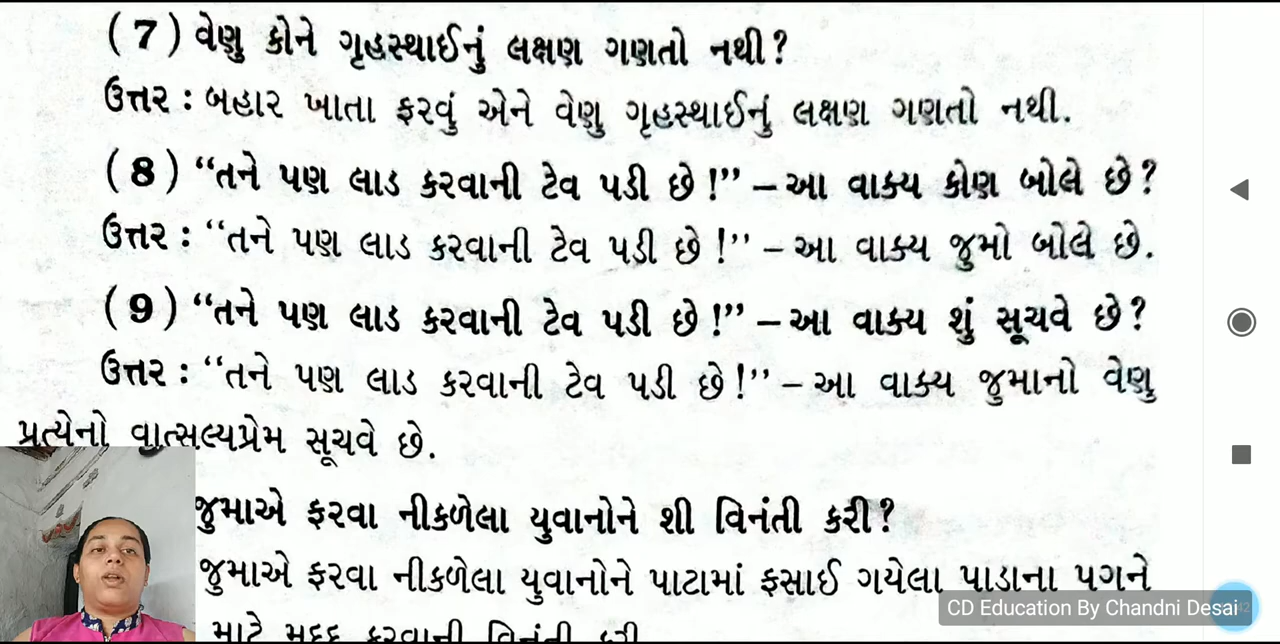 (7) વેણુ કોને ગૃહસ્થાઈનું લક્ષણ ગણતો નથી?
ઉત્તર : બહાર ખાતા ફરવું એને વેણુ ગૃહસ્થાઈનું લક્ષણ ગણતો નથી.
(8) “તને પણ લાડ કરવાની ટેવ પડી છે !” – આ વાક્ય કોણ બોલે છે?
ઉત્તર : “તને પણ લાડ કરવાની ટેવ પડી છે !” – આ વાક્ય જુમો બોલે છે.
(9) “તને પણ લાડ કરવાની ટેવ પડી છે !” – આ વાક્ય શું સૂચવે છે?
ઉત્તર : “તને પણ લાડ કરવાની ટેવ પડી છે !” – આ વાક્ય જુમાનો વેણુ
પ્રત્યેનો વાત્સલ્યપ્રેમ સૂચવે છે.
જુમાએ ફરવા નીકળેલા યુવાનોને શી વિનંતી કરી?
જુમાએ ફરવા નીકળેલા યુવાનોને પાટામાં ફસાઈ ગયેલા પાડાના પગને
માટે મદદ કરવાની વિનંતી કરી
CD Education By Chandni Desai